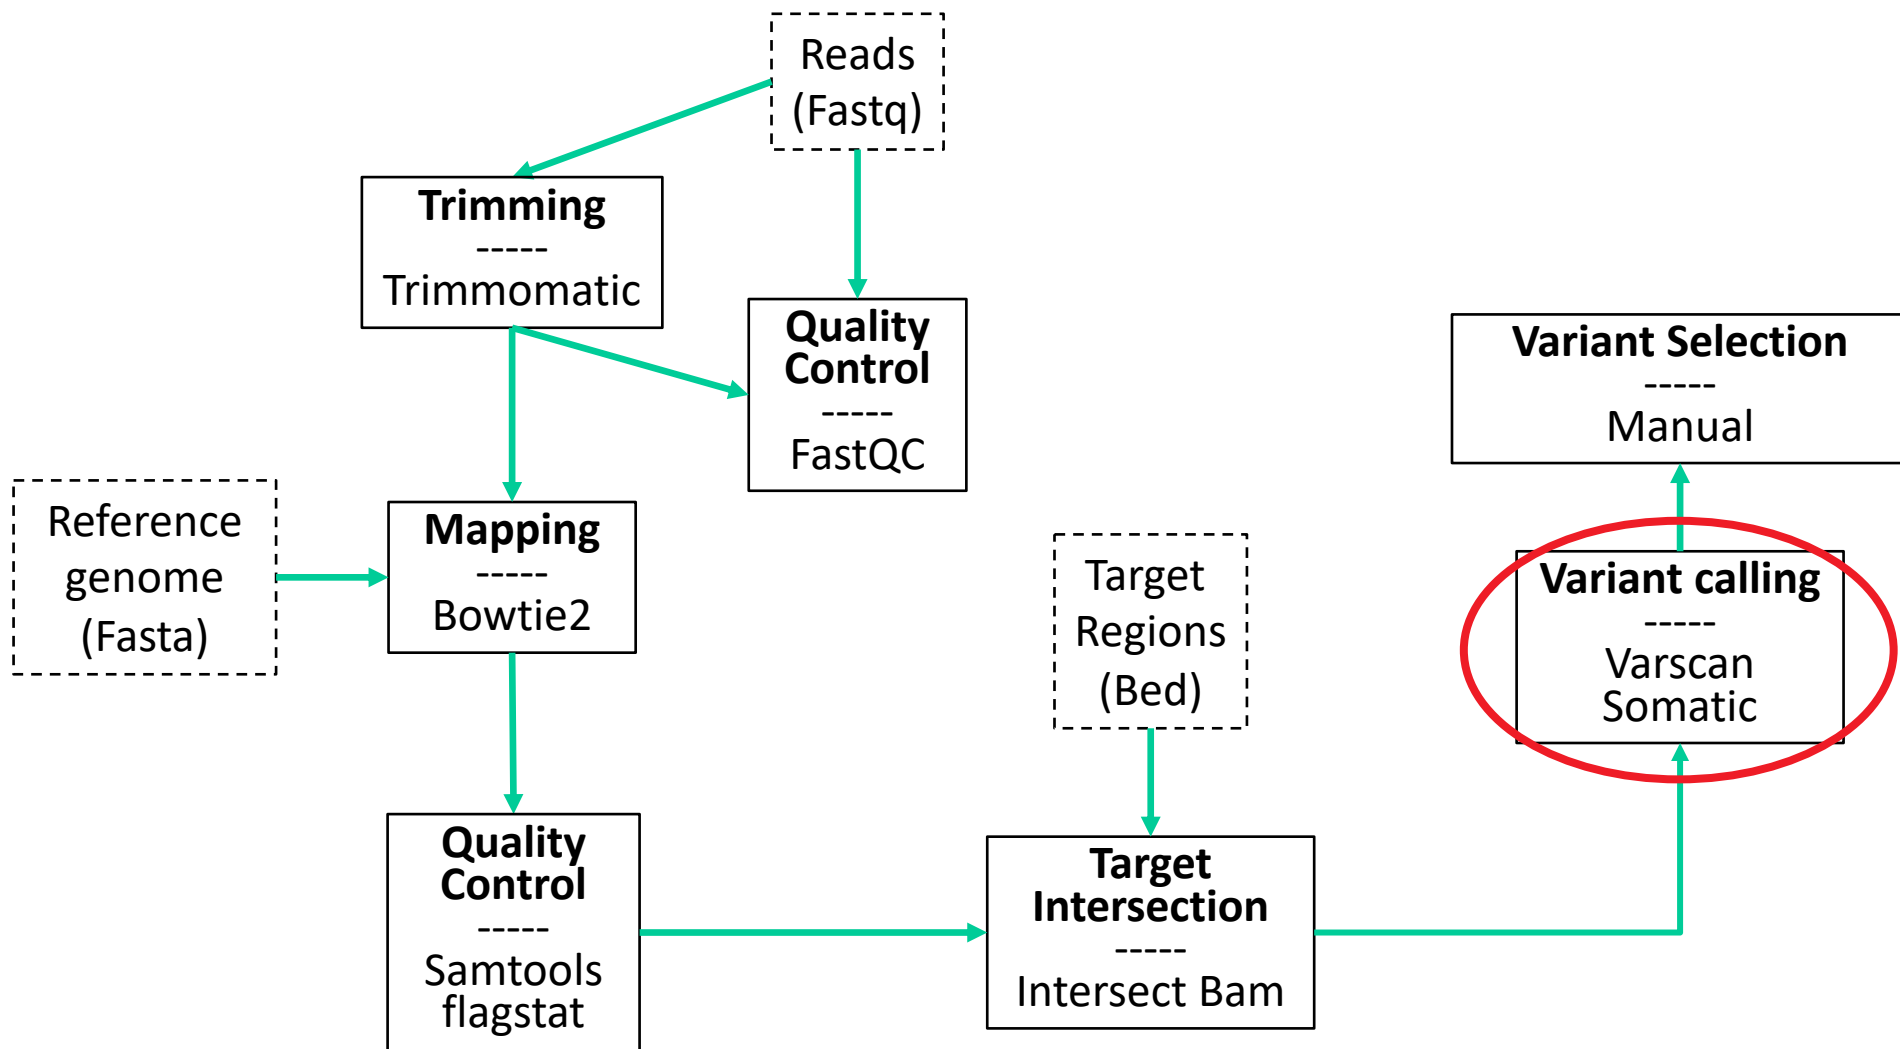 Reads
(Fastq)
Trimming
-----
Trimmomatic
Quality
Control
-----
FastQC
Variant Selection
-----
Manual
Reference
genome
(Fasta)
Mapping
-----
Bowtie2
Target
Regions
(Bed)
Variant calling
-----
Varscan
Somatic
Quality
Control
-----
Samtools
flagstat
Target
Intersection
-----
Intersect Bam